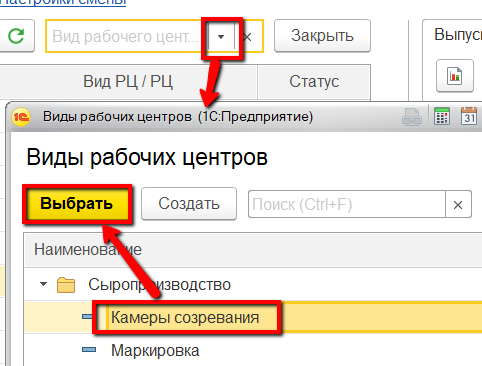 Настройки смены
Вид рабочего цент... × Закрыть Выпус
Вид РЦ / РЦ Статус
1С Виды рабочих центров (1С:Предприятие) 31
Виды рабочих центров
Выбрать Создать Поиск (Ctrl+F) ×
Наименование
Сыропроизводство
Камеры созревания
Маркировка